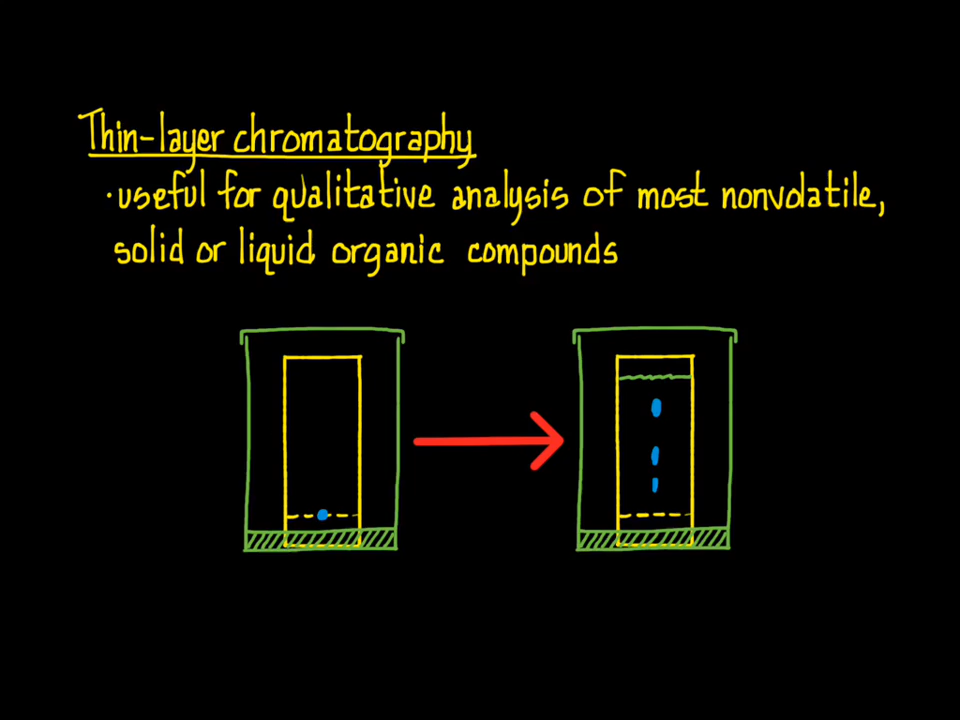 Thin-layer chromatography
·useful for qualitative analysis of most nonvolatile,
solid or liquid organic compounds